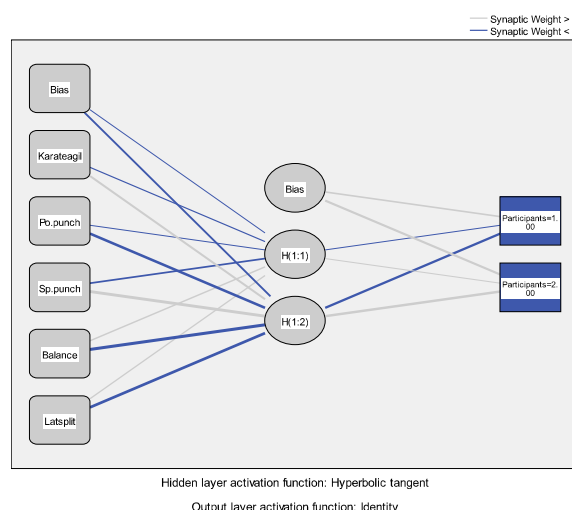 Synaptic Weight >
Synaptic Weight <
Bias
Karateagil
Po.punch
Sp.punch
Balance
Latsplit
Bias
H(1:1)
H(1:2)
Participants=1.
00
Participants=2.
00
Hidden layer activation function: Hyperbolic tangent
Output layer activation function: Identity